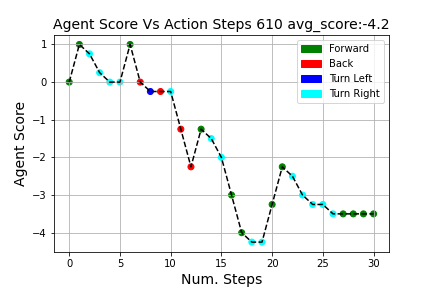 Agent Score Vs Action Steps 610 avg_score:-4.2
1
0
−1
−2
−3
−4
Agent Score
Forward
Back
Turn Left
Turn Right
0 5 10 15 20 25 30
Num. Steps